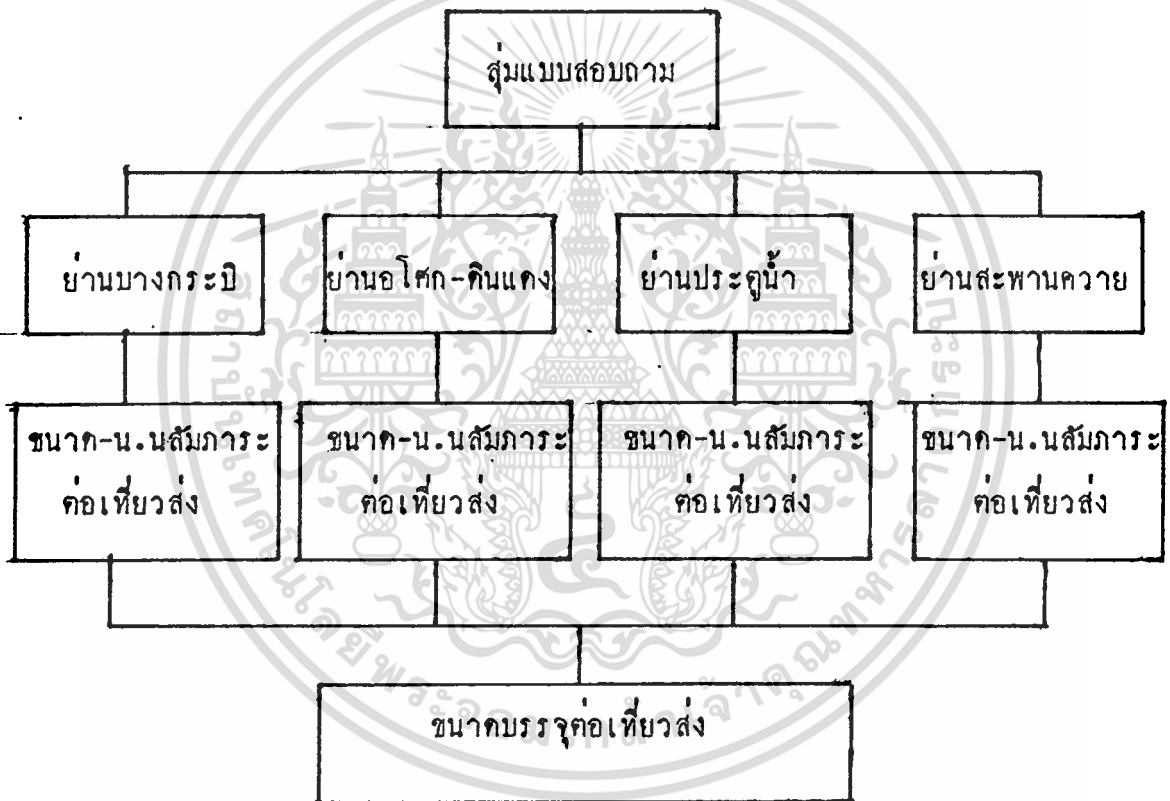 สุ่มแบบสอบถาม
ย่านบางกระปิ
ย่านอโศก-ดินแดง
ย่านประตูน้ำ
ย่านสะพานควาย
ขนาด-น.นสัมภาระ
ต่อเที่ยวส่ง
ขนาด-น.นสัมภาระ
ต่อเที่ยวส่ง
ขนาด-น.นสัมภาระ
ต่อเที่ยวส่ง
ขนาด-น.นสัมภาระ
ต่อเที่ยวส่ง
ขนาดบรรจุต่อเที่ยวส่ง